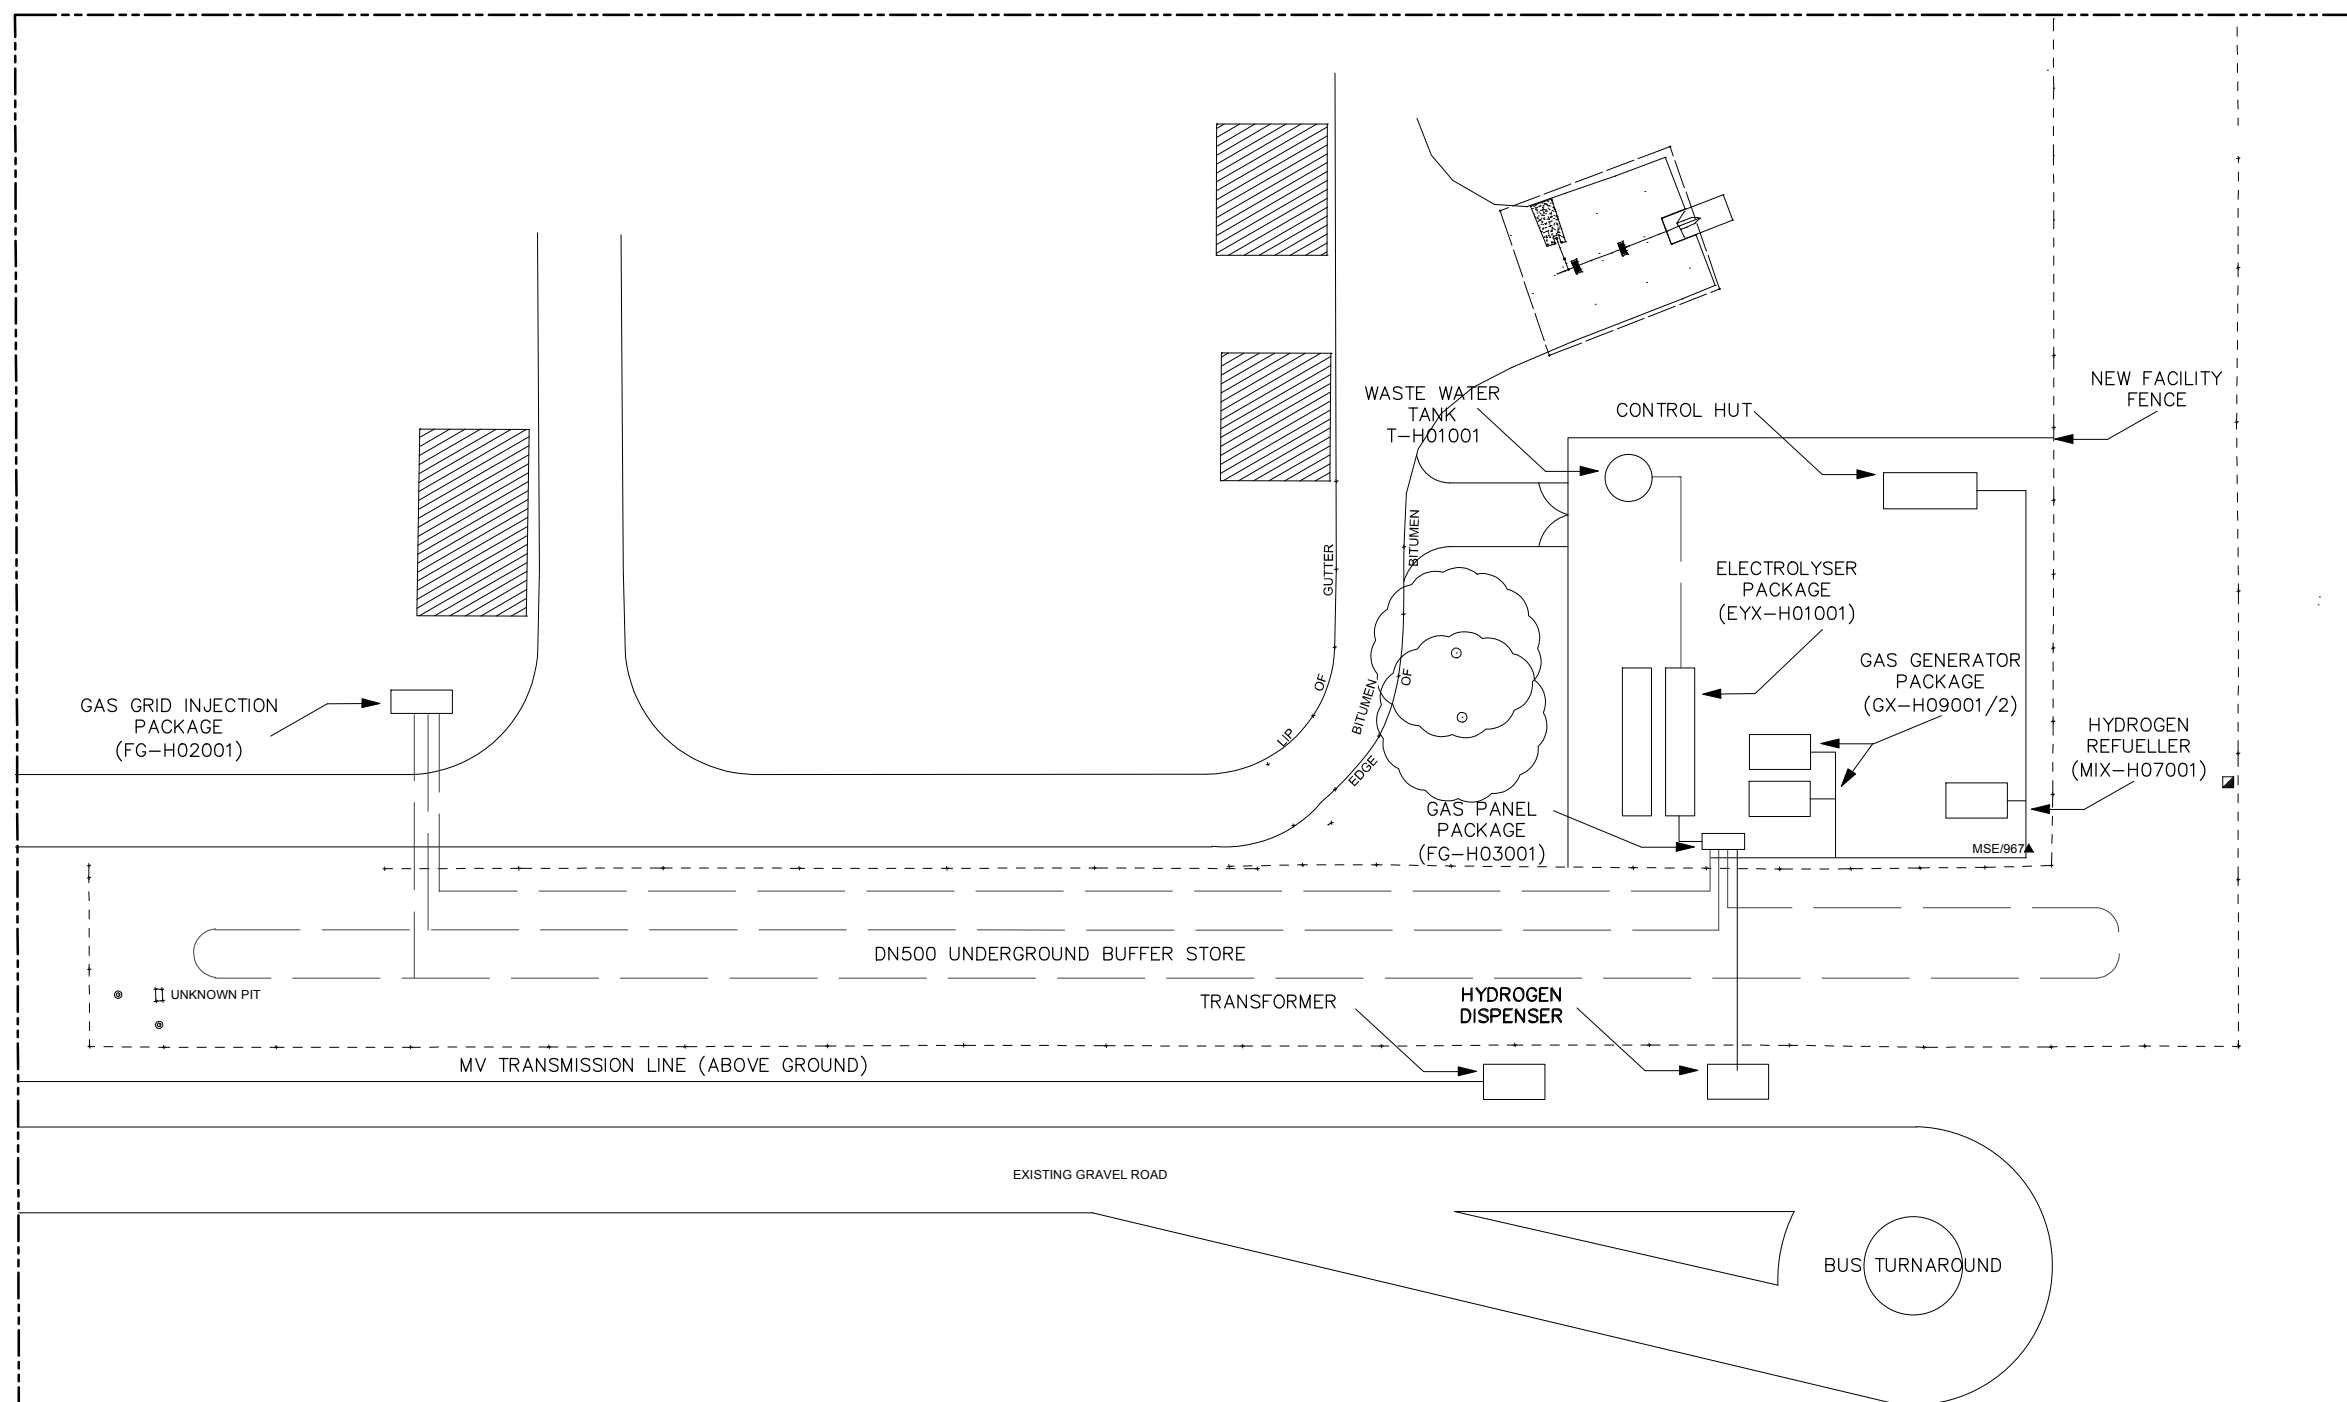 NEW FACILITY
FENCE
WASTE WATER
TANK
T-H01001
CONTROL HUT
BITUMEN
GUTTER
ELECTROLYSER
PACKAGE
(EYX-H01001)
GAS GENERATOR
PACKAGE
(GX-H09001/2)
GAS GRID INJECTION
PACKAGE
(FG-H02001)
OF
OF
BITUMEN
LIP
EDGE
HYDROGEN
REFUELLER
(MIX-H07001)
GAS PANEL
PACKAGE
(FG-H03001)
MSE/967
DN500 UNDERGROUND BUFFER STORE
UNKNOWN PIT
TRANSFORMER
HYDROGEN
DISPENSER
MV TRANSMISSION LINE (ABOVE GROUND)
EXISTING GRAVEL ROAD
BUS TURNAROUND